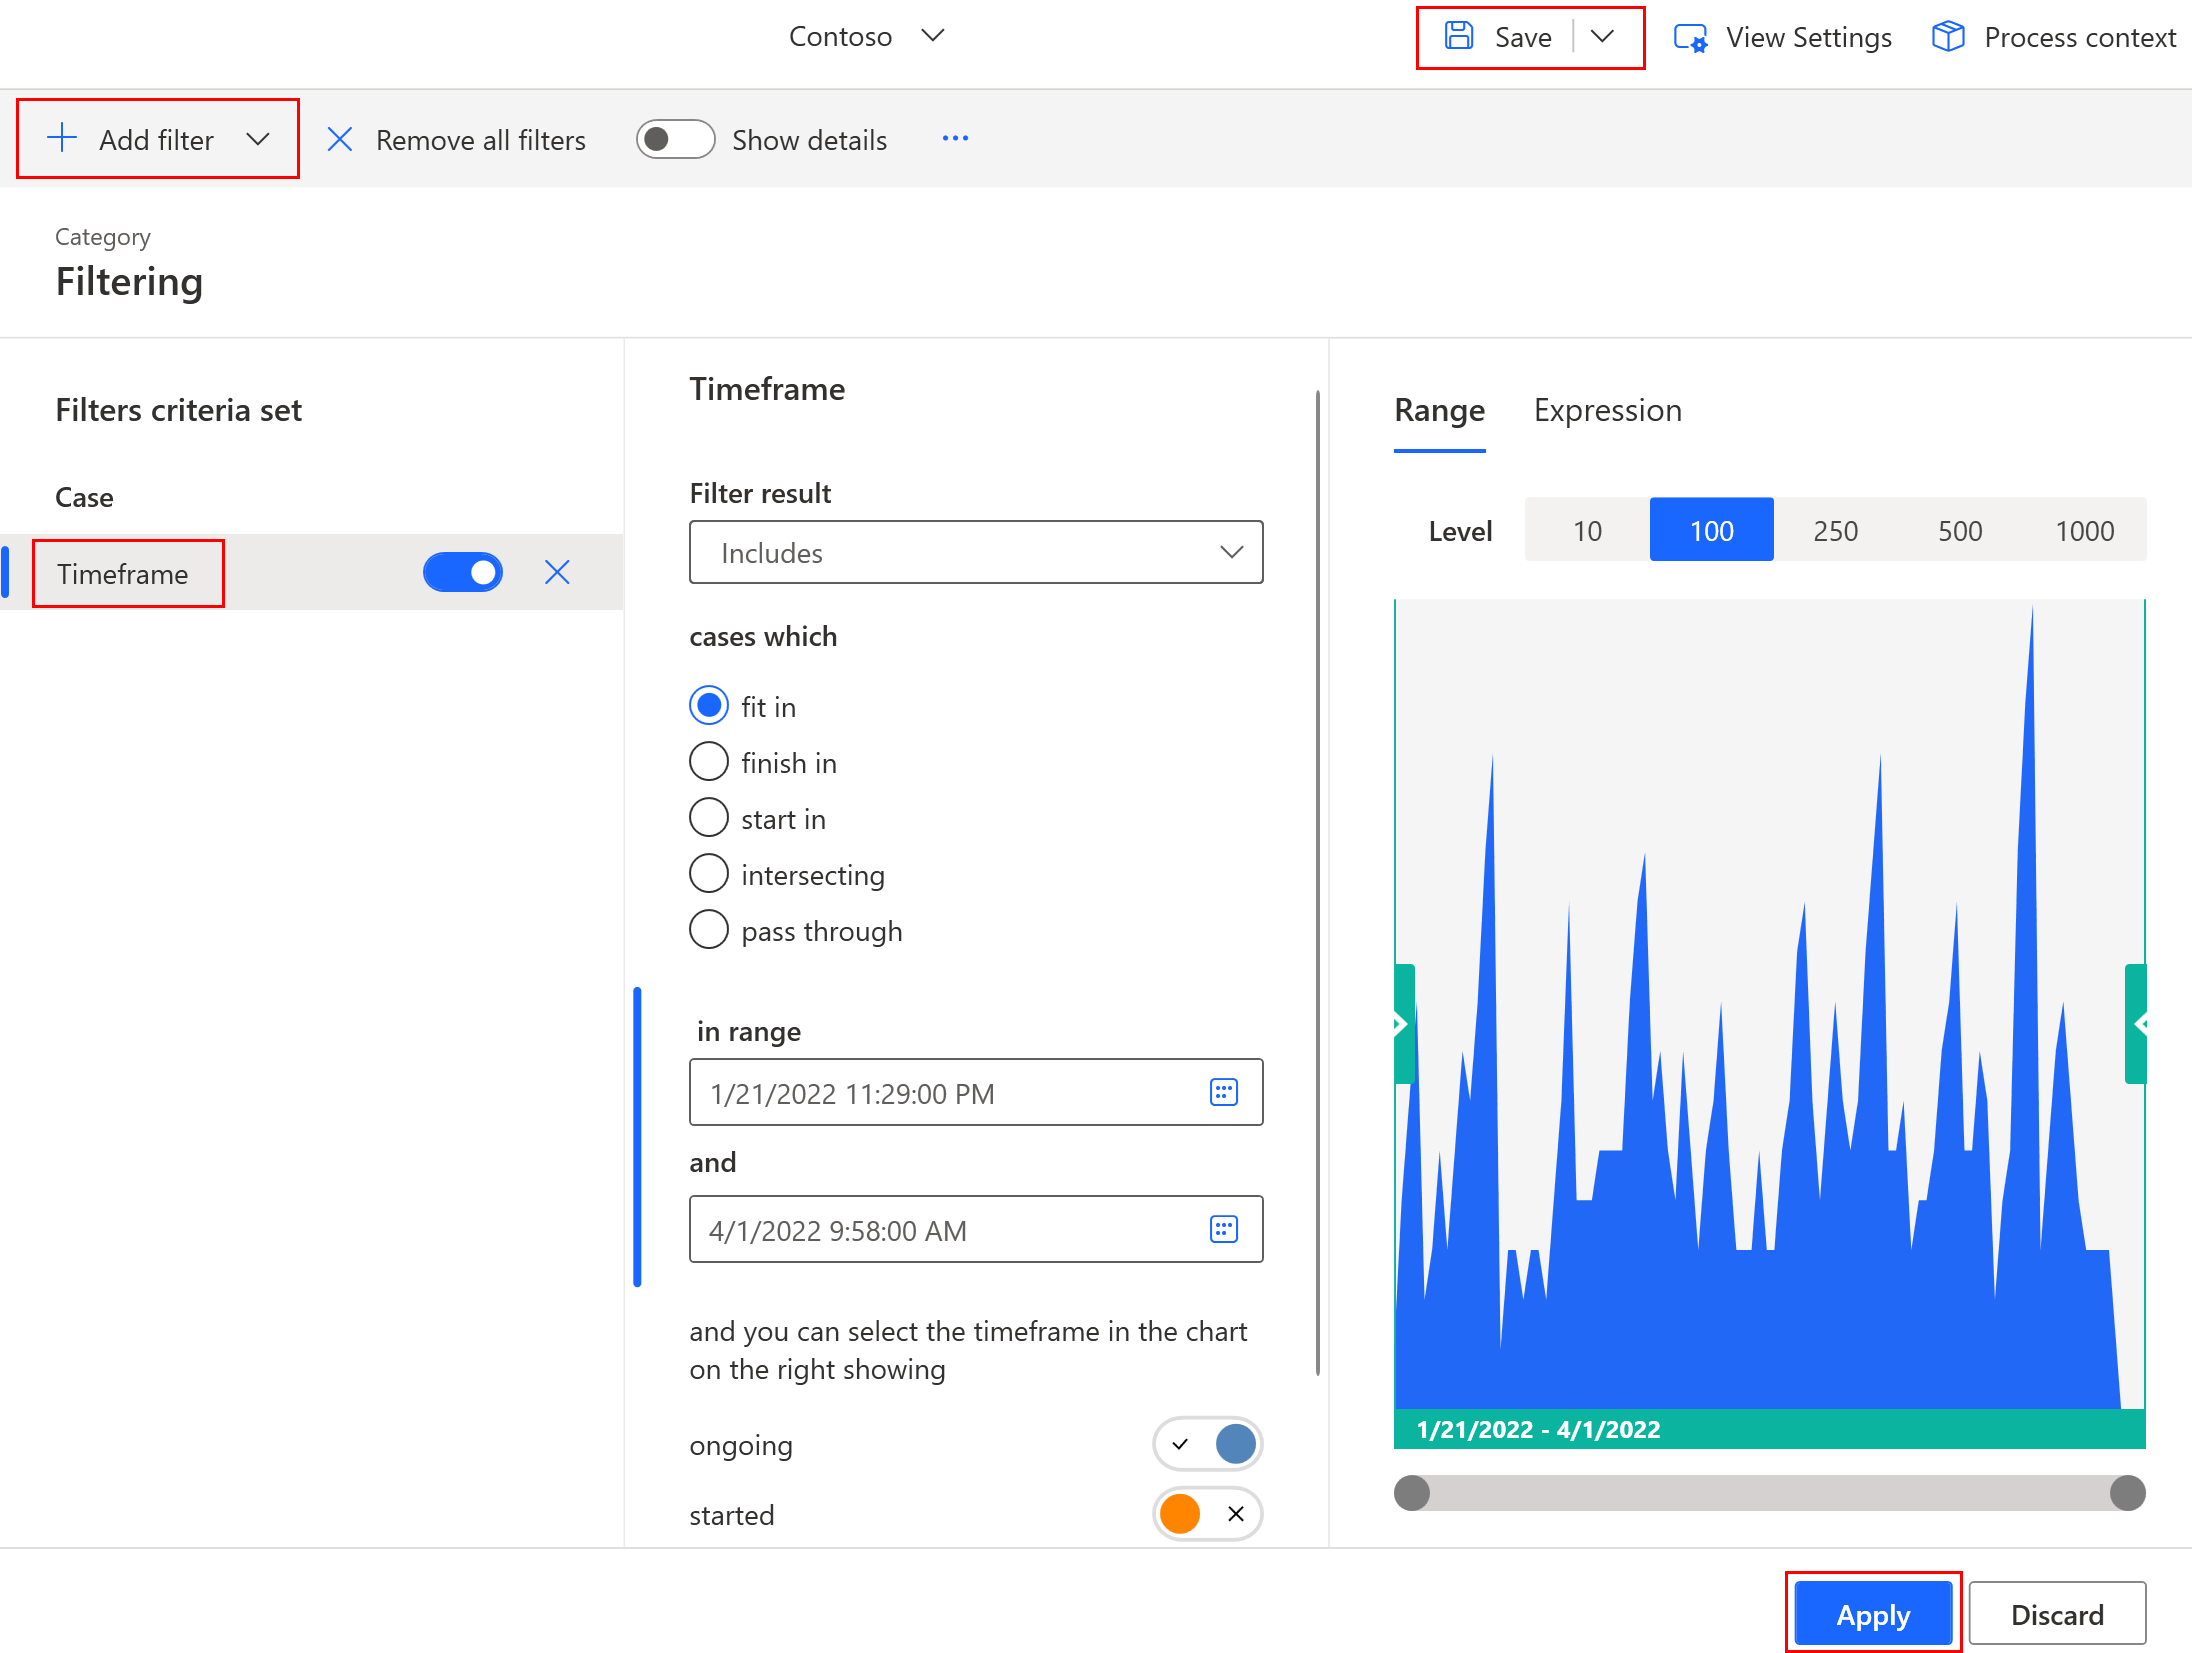 Contoso
Save
View Settings
Process context
Add filter
Remove all filters
Show details
Category
Filtering
Filters criteria set
Case
Timeframe
Timeframe
Filter result
Includes
cases which
fit in
finish in
start in
intersecting
pass through
in range
1/21/2022 11:29:00 PM
and
4/1/2022 9:58:00 AM
and you can select the timeframe in the chart
on the right showing
ongoing
started
Range Expression
Level 10 100 250 500 1000
1/21/2022 - 4/1/2022
Apply
Discard